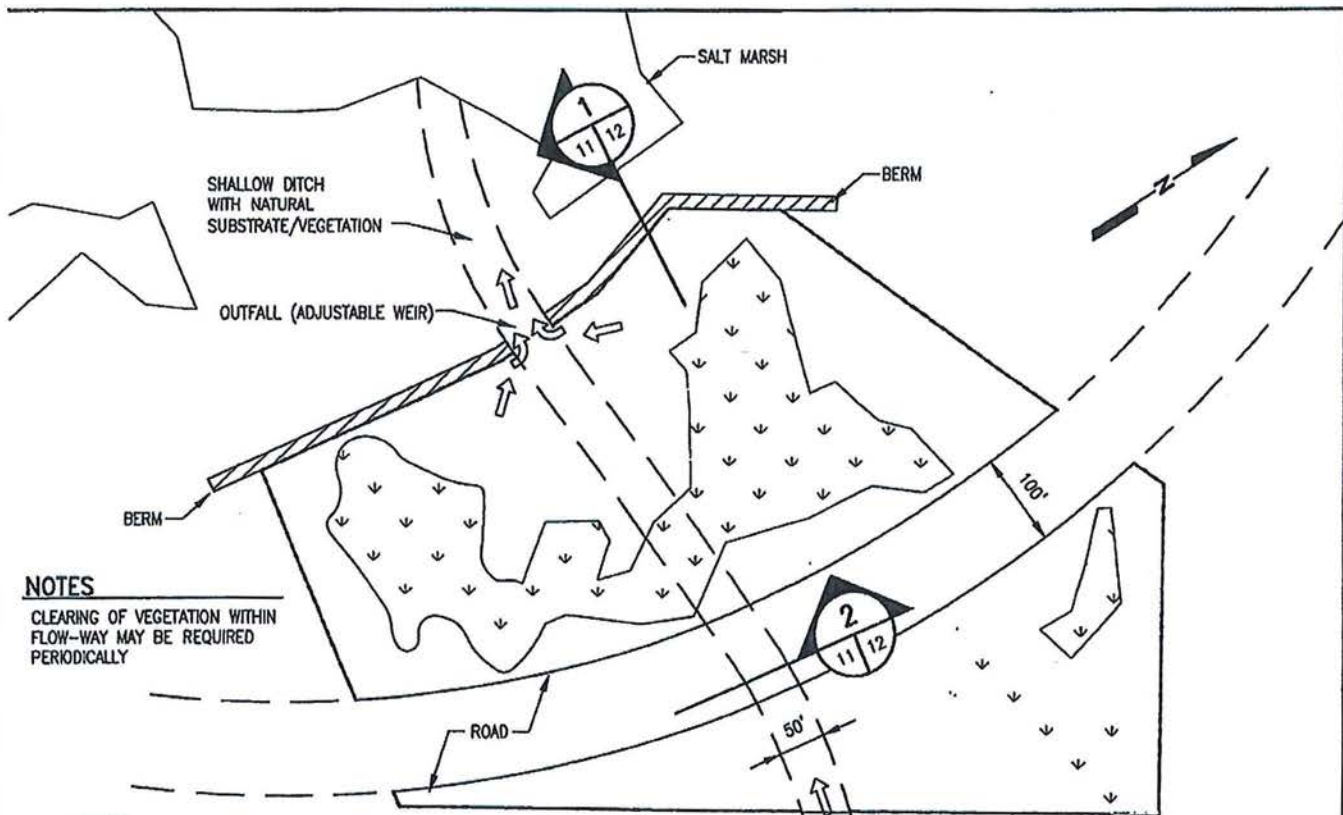 SALT MARSH
1
11 12
SHALLOW DITCH
WITH NATURAL
SUBSTRATE/VEGETATION
BERM
N
OUTFALL (ADJUSTABLE WEIR)
BERM
100'
NOTES
CLEARING OF VEGETATION WITHIN
FLOW-WAY MAY BE REQUIRED
PERIODICALLY
2
11 12
ROAD
50'